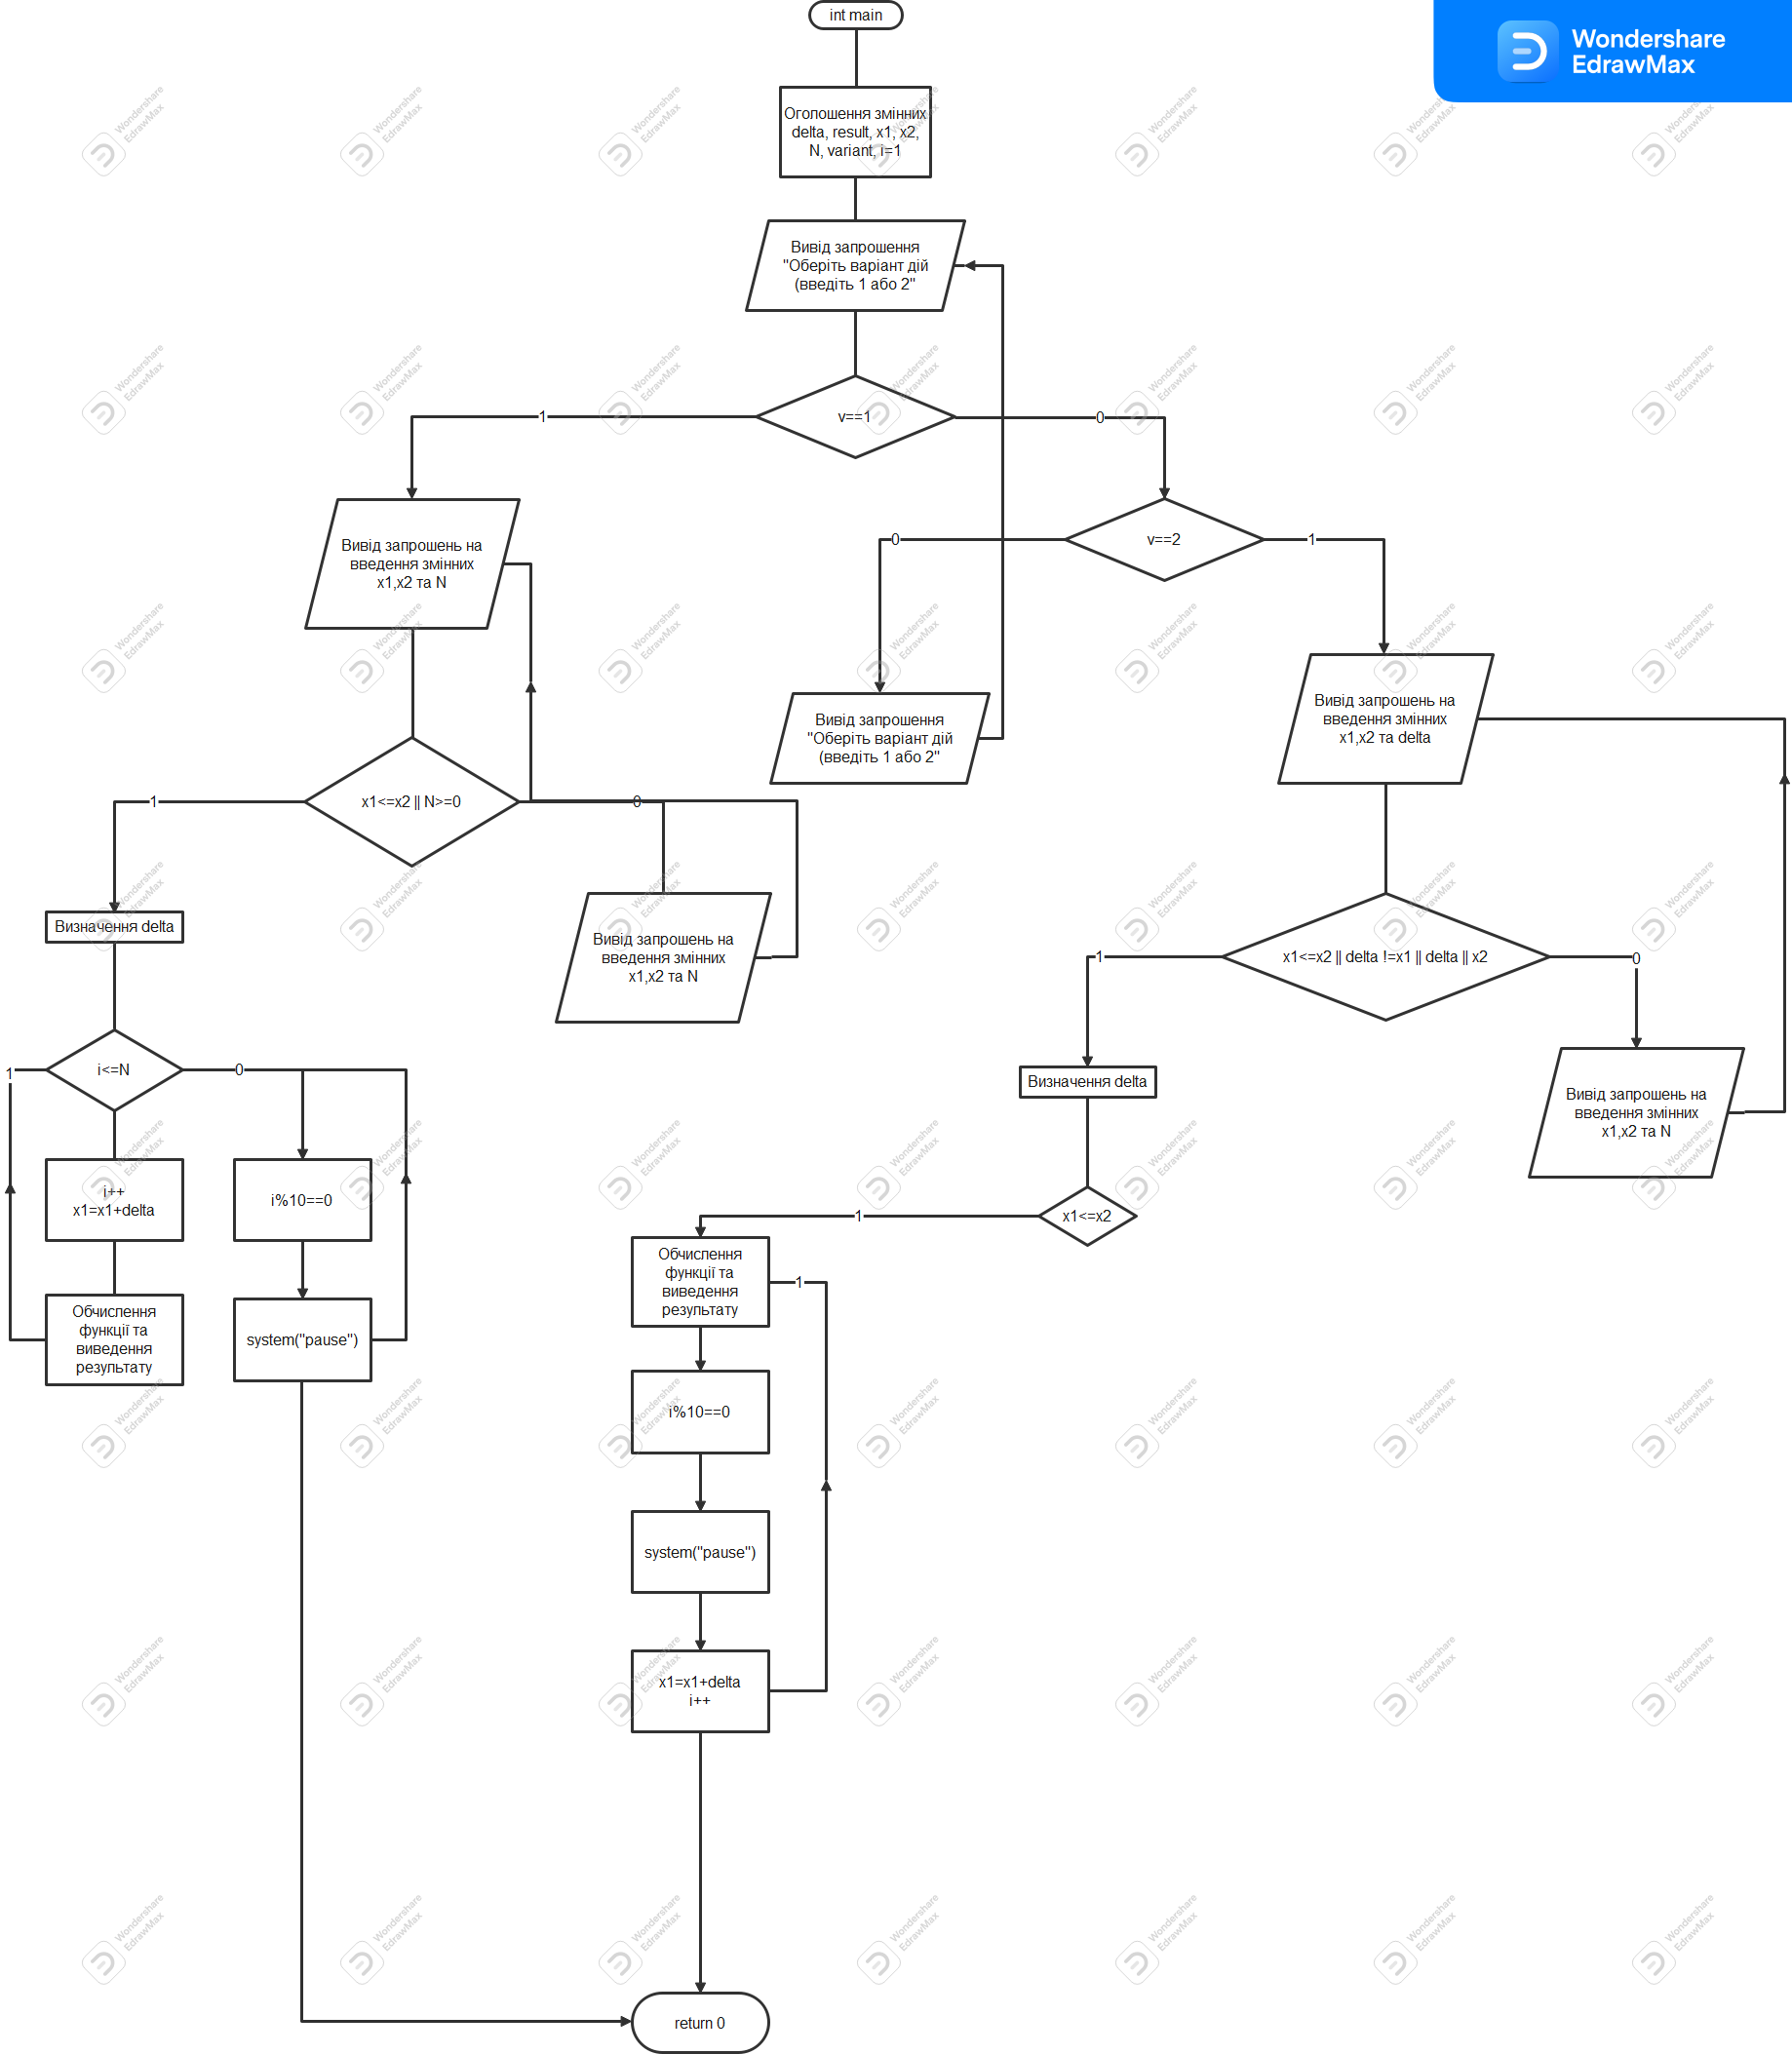 int main
Wondershare
EdrawMax
Оголошення змінних
delta, result, x1, x2,
N, variant, i=1
Вивід запрошення
"Оберіть варіант дій
(введіть 1 або 2"
v==1
1
0
v==2
0
1
Вивід запрошень на
введення змінних
x1,x2 та N
Вивід запрошення
"Оберіть варіант дій
(введіть 1 або 2"
Вивід запрошень на
введення змінних
x1,x2 та delta
x1<=x2 || N>=0
1
0
Визначення delta
Вивід запрошень на
введення змінних
x1,x2 та N
x1<=x2 || delta !=x1 || delta || x2
1
0
i<=N
1
0
Визначення delta
Вивід запрошень на
введення змінних
x1,x2 та N
i++
x1=x1+delta
i%10==0
x1<=x2
1
Обчислення
функції та
виведення
результату
system("pause")
Обчислення
функції та
виведення
результату
1
i%10==0
system("pause")
x1=x1+delta
i++
return 0